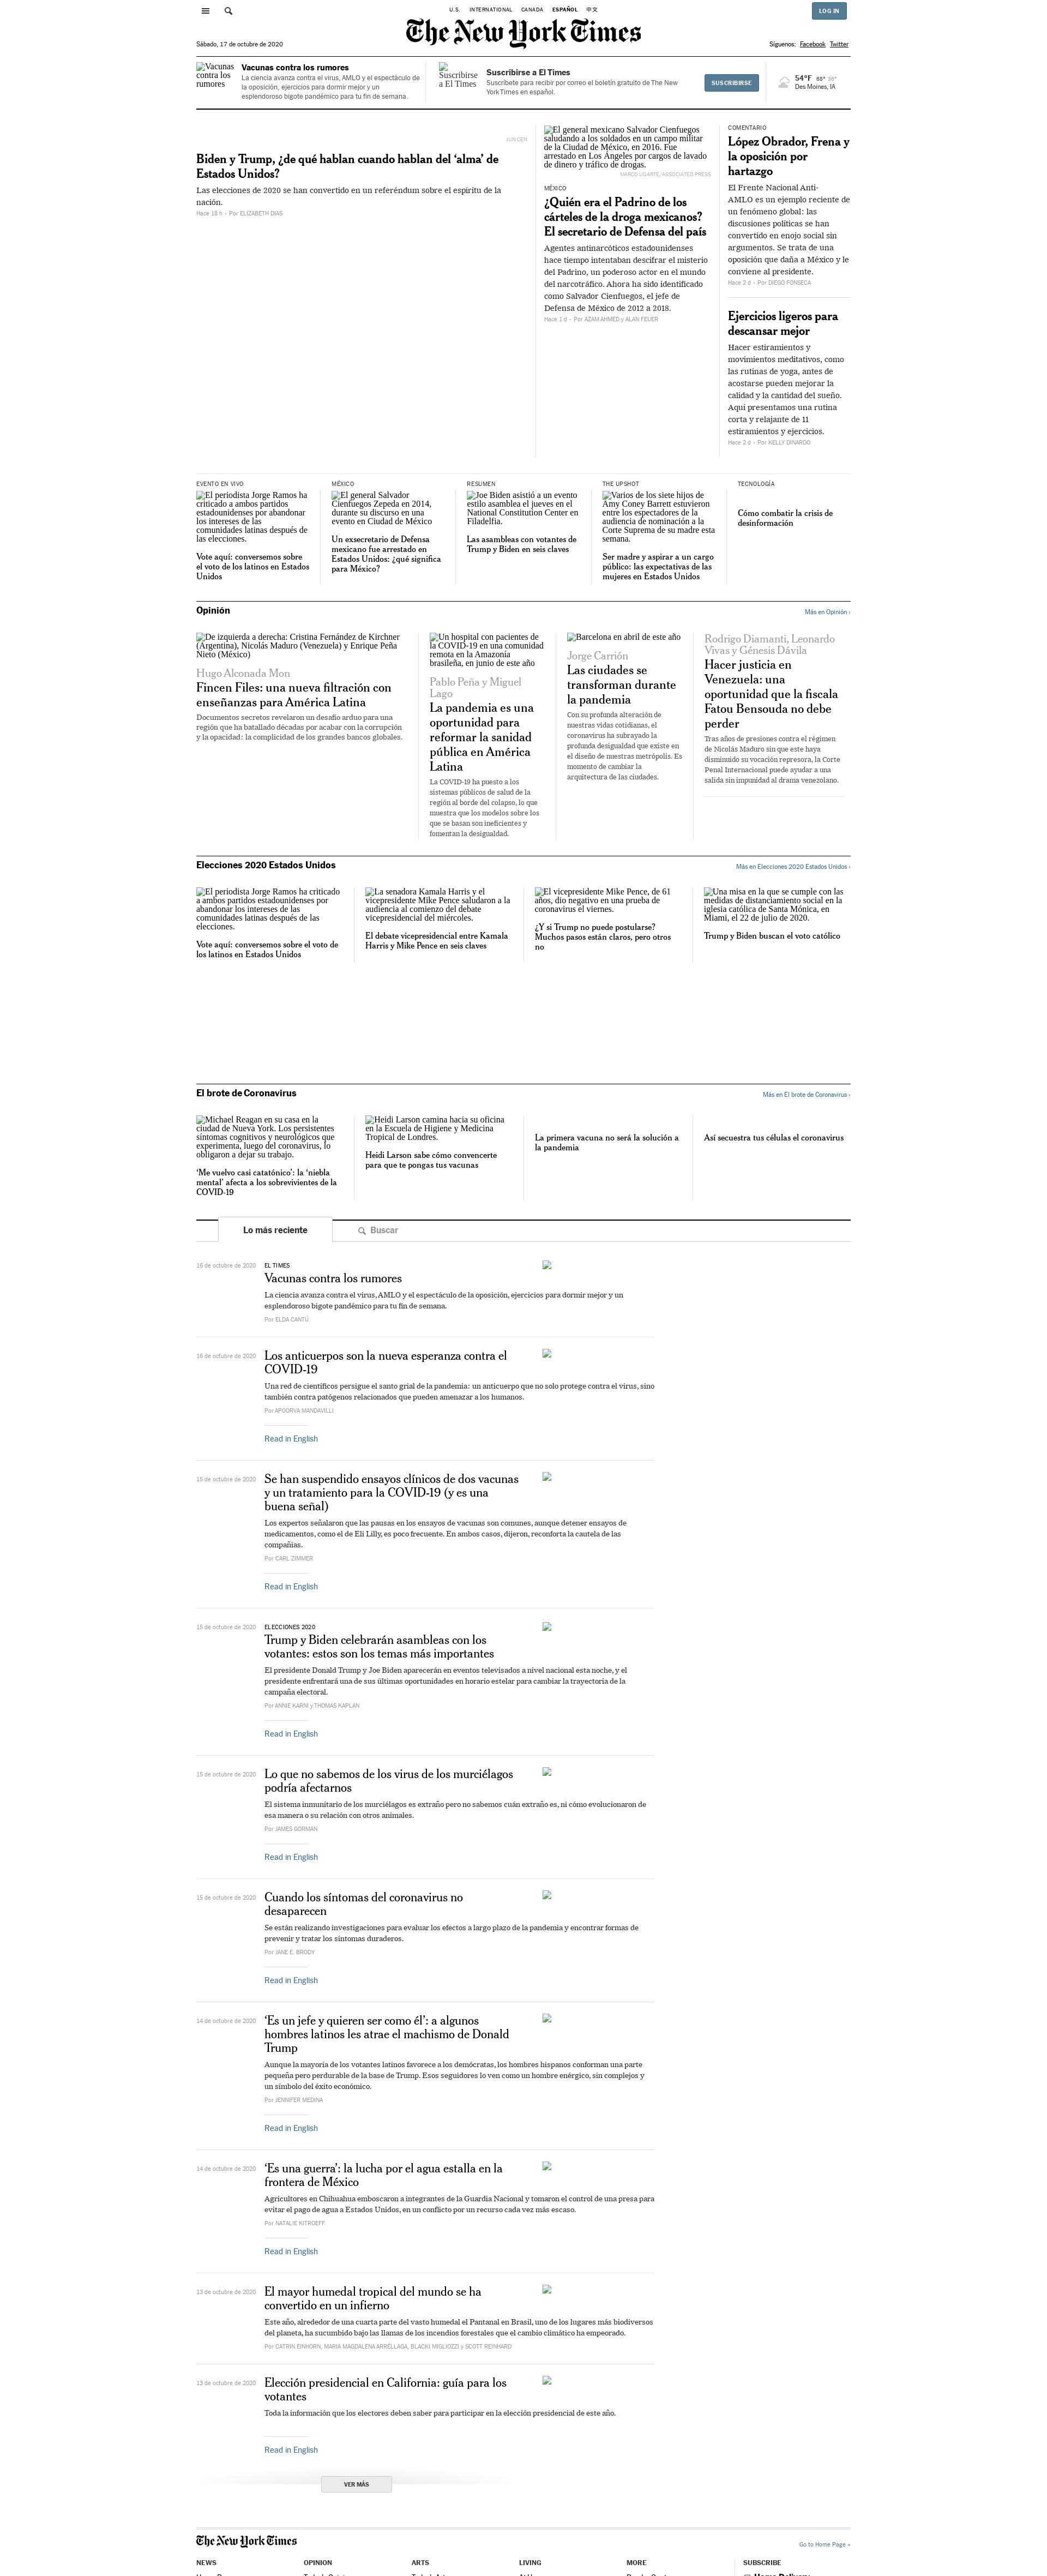 U.S. INTERNATIONAL CANADA ESPAÑOL 中文
LOG IN
The New York Times
Sábado, 17 de octubre de 2020
Síguenos: Facebook Twitter
Vacunas contra los rumores
Vacunas contra los rumores
La ciencia avanza contra el virus, AMLO y el espectáculo de
la oposición, ejercicios para dormir mejor y un
esplendoroso bigote pandémico para tu fin de semana.
Suscribirse a El Times
Suscribirse a El Times
Suscríbete para recibir por correo el boletín gratuito de The New
York Times en español.
SUSCRIBIRSE
54°F 68° 36°
Des Moines, IA
JUN CEN
Biden y Trump, ¿de qué hablan cuando hablan del ‘alma’ de
Estados Unidos?
Las elecciones de 2020 se han convertido en un referéndum sobre el espíritu de la
nación.
Hace 18 h - Por ELIZABETH DIAS
El general mexicano Salvador Cienfuegos
saludando a los soldados en un campo militar
de la Ciudad de México, en 2016. Fue
arrestado en Los Ángeles por cargos de lavado
de dinero y tráfico de drogas.
MARCO UGARTE/ASSOCIATED PRESS
MÉXICO
¿Quién era el Padrino de los
cárteles de la droga mexicanos?
El secretario de Defensa del país
Agentes antinarcóticos estadounidenses
hace tiempo intentaban descifrar el misterio
del Padrino, un poderoso actor en el mundo
del narcotráfico. Ahora ha sido identificado
como Salvador Cienfuegos, el jefe de
Defensa de México de 2012 a 2018.
Hace 1 d - Por AZAM AHMED y ALAN FEUER
COMENTARIO
López Obrador, Frena y
la oposición por
hartazgo
El Frente Nacional Anti-
AMLO es un ejemplo reciente de
un fenómeno global: las
discusiones políticas se han
convertido en enojo social sin
argumentos. Se trata de una
oposición que daña a México y le
conviene al presidente.
Hace 2 d - Por DIEGO FONSECA
Ejercicios ligeros para
descansar mejor
Hacer estiramientos y
movimientos meditativos, como
las rutinas de yoga, antes de
acostarse pueden mejorar la
calidad y la cantidad del sueño.
Aquí presentamos una rutina
corta y relajante de 11
estiramientos y ejercicios.
Hace 2 d - Por KELLY DINARDO
EVENTO EN VIVO
El periodista Jorge Ramos ha
criticado a ambos partidos
estadounidenses por abandonar
los intereses de las
comunidades latinas después de
las elecciones.
Vote aquí: conversemos sobre
el voto de los latinos en Estados
Unidos
MÉXICO
El general Salvador
Cienfuegos Zepeda en 2014,
durante su discurso en una
evento en Ciudad de México
Un exsecretario de Defensa
mexicano fue arrestado en
Estados Unidos: ¿qué significa
para México?
RESUMEN
Joe Biden asistió a un evento
estilo asamblea el jueves en el
National Constitution Center en
Filadelfia.
Las asambleas con votantes de
Trump y Biden en seis claves
THE UPSHOT
Varios de los siete hijos de
Amy Coney Barrett estuvieron
entre los espectadores de la
audiencia de nominación a la
Corte Suprema de su madre esta
semana.
Ser madre y aspirar a un cargo
público: las expectativas de las
mujeres en Estados Unidos
TECNOLOGÍA
Cómo combatir la crisis de
desinformación
Opinión
Más en Opinión ›
De izquierda a derecha: Cristina Fernández de Kirchner
(Argentina), Nicolás Maduro (Venezuela) y Enrique Peña
Nieto (México)
Hugo Alconada Mon
Fincen Files: una nueva filtración con
enseñanzas para América Latina
Documentos secretos revelaron un desafío arduo para una
región que ha batallado décadas por acabar con la corrupción
y la opacidad: la complicidad de los grandes bancos globales.
Un hospital con pacientes de
la COVID-19 en una comunidad
remota en la Amazonía
brasileña, en junio de este año
Pablo Peña y Miguel
Lago
La pandemia es una
oportunidad para
reformar la sanidad
pública en América
Latina
La COVID-19 ha puesto a los
sistemas públicos de salud de la
región al borde del colapso, lo que
muestra que los modelos sobre los
que se basan son ineficientes y
fomentan la desigualdad.
Barcelona en abril de este año
Jorge Carrión
Las ciudades se
transforman durante
la pandemia
Con su profunda alteración de
nuestras vidas cotidianas, el
coronavirus ha subrayado la
profunda desigualdad que existe en
el diseño de nuestras metrópolis. Es
momento de cambiar la
arquitectura de las ciudades.
Rodrigo Diamanti, Leonardo
Vivas y Génesis Dávila
Hacer justicia en
Venezuela: una
oportunidad que la fiscala
Fatou Bensouda no debe
perder
Tras años de presiones contra el régimen
de Nicolás Maduro sin que este haya
disminuido su vocación represora, la Corte
Penal Internacional puede ayudar a una
salida sin impunidad al drama venezolano.
Elecciones 2020 Estados Unidos
Más en Elecciones 2020 Estados Unidos ›
El periodista Jorge Ramos ha criticado
a ambos partidos estadounidenses por
abandonar los intereses de las
comunidades latinas después de las
elecciones.
Vote aquí: conversemos sobre el voto de
los latinos en Estados Unidos
La senadora Kamala Harris y el
vicepresidente Mike Pence saludaron a la
audiencia al comienzo del debate
vicepresidencial del miércoles.
El debate vicepresidencial entre Kamala
Harris y Mike Pence en seis claves
El vicepresidente Mike Pence, de 61
años, dio negativo en una prueba de
coronavirus el viernes.
¿Y si Trump no puede postularse?
Muchos pasos están claros, pero otros
no
Una misa en la que se cumple con las
medidas de distanciamiento social en la
iglesia católica de Santa Mónica, en
Miami, el 22 de julio de 2020.
Trump y Biden buscan el voto católico
El brote de Coronavirus
Más en El brote de Coronavirus ›
Michael Reagan en su casa en la
ciudad de Nueva York. Los persistentes
síntomas cognitivos y neurológicos que
experimenta, luego del coronavirus, lo
obligaron a dejar su trabajo.
‘Me vuelvo casi catatónico’: la ‘niebla
mental’ afecta a los sobrevivientes de la
COVID-19
Heidi Larson camina hacia su oficina
en la Escuela de Higiene y Medicina
Tropical de Londres.
Heidi Larson sabe cómo convencerte
para que te pongas tus vacunas
La primera vacuna no será la solución a
la pandemia
Así secuestra tus células el coronavirus
Lo más reciente
Buscar
16 de octubre de 2020
EL TIMES
Vacunas contra los rumores
La ciencia avanza contra el virus, AMLO y el espectáculo de la oposición, ejercicios para dormir mejor y un
esplendoroso bigote pandémico para tu fin de semana.
Por ELDA CANTÚ
16 de octubre de 2020
Los anticuerpos son la nueva esperanza contra el
COVID-19
Una red de científicos persigue el santo grial de la pandemia: un anticuerpo que no solo protege contra el virus, sino
también contra patógenos relacionados que pueden amenazar a los humanos.
Por APOORVA MANDAVILLI
Read in English
15 de octubre de 2020
Se han suspendido ensayos clínicos de dos vacunas
y un tratamiento para la COVID-19 (y es una
buena señal)
Los expertos señalaron que las pausas en los ensayos de vacunas son comunes, aunque detener ensayos de
medicamentos, como el de Eli Lilly, es poco frecuente. En ambos casos, dijeron, reconforta la cautela de las
compañías.
Por CARL ZIMMER
Read in English
15 de octubre de 2020
ELECCIONES 2020
Trump y Biden celebrarán asambleas con los
votantes: estos son los temas más importantes
El presidente Donald Trump y Joe Biden aparecerán en eventos televisados a nivel nacional esta noche, y el
presidente enfrentará una de sus últimas oportunidades en horario estelar para cambiar la trayectoria de la
campaña electoral.
Por ANNIE KARNI y THOMAS KAPLAN
Read in English
15 de octubre de 2020
Lo que no sabemos de los virus de los murciélagos
podría afectarnos
El sistema inmunitario de los murciélagos es extraño pero no sabemos cuán extraño es, ni cómo evolucionaron de
esa manera o su relación con otros animales.
Por JAMES GORMAN
Read in English
15 de octubre de 2020
Cuando los síntomas del coronavirus no
desaparecen
Se están realizando investigaciones para evaluar los efectos a largo plazo de la pandemia y encontrar formas de
prevenir y tratar los síntomas duraderos.
Por JANE E. BRODY
Read in English
14 de octubre de 2020
‘Es un jefe y quieren ser como él’: a algunos
hombres latinos les atrae el machismo de Donald
Trump
Aunque la mayoría de los votantes latinos favorece a los demócratas, los hombres hispanos conforman una parte
pequeña pero perdurable de la base de Trump. Esos seguidores lo ven como un hombre enérgico, sin complejos y
un símbolo del éxito económico.
Por JENNIFER MEDINA
Read in English
14 de octubre de 2020
‘Es una guerra’: la lucha por el agua estalla en la
frontera de México
Agricultores en Chihuahua emboscaron a integrantes de la Guardia Nacional y tomaron el control de una presa para
evitar el pago de agua a Estados Unidos, en un conflicto por un recurso cada vez más escaso.
Por NATALIE KITROEFF
Read in English
13 de octubre de 2020
El mayor humedal tropical del mundo se ha
convertido en un infierno
Este año, alrededor de una cuarta parte del vasto humedal el Pantanal en Brasil, uno de los lugares más biodiversos
del planeta, ha sucumbido bajo las llamas de los incendios forestales que el cambio climático ha empeorado.
Por CATRIN EINHORN, MARIA MAGDALENA ARRÉLLAGA, BLACKI MIGLIOZZI y SCOTT REINHARD
13 de octubre de 2020
Elección presidencial en California: guía para los
votantes
Toda la información que los electores deben saber para participar en la elección presidencial de este año.
Read in English
VER MÁS
The New York Times
Go to Home Page »
NEWS OPINION ARTS LIVING MORE SUBSCRIBE